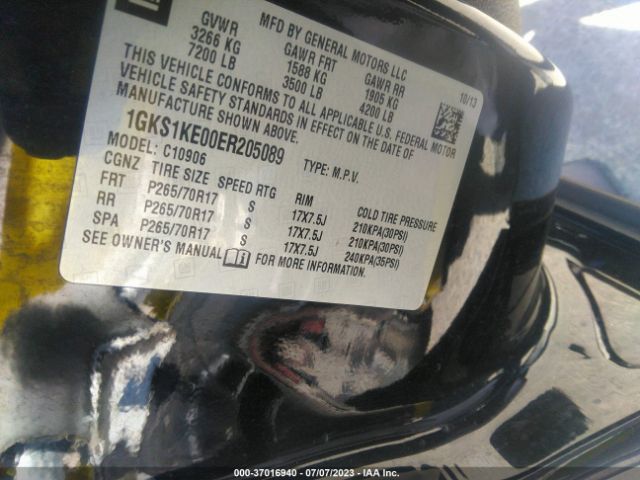 MFD BY GENERAL MOTORS LLC
10/13
GVWR GAWR FRT GAWR RR
3266 KG 1588 KG 1905 KG
7200 LB 3500 LB 4200 LB
THIS VEHICLE CONFORMS TO ALL APPLICABLE U.S. FEDERAL MOTOR
VEHICLE SAFETY STANDARDS IN EFFECT ON THE DATE OF
MANUFACTURE SHOWN ABOVE.
1GKS1KE00ER205089
MODEL: C10906 TYPE: M.P.V.
CGNZ TIRE SIZE SPEED RTG RIM COLD TIRE PRESSURE
FRT P265/70R17 S 17X7.5J 210KPA(30PSI)
RR P265/70R17 S 17X7.5J 210KPA(30PSI)
SPA P265/70R17 S 17X7.5J 240KPA(35PSI)
SEE OWNER'S MANUAL FOR MORE INFORMATION.
000-37016940 - 07/07/2023 - IAA Inc.